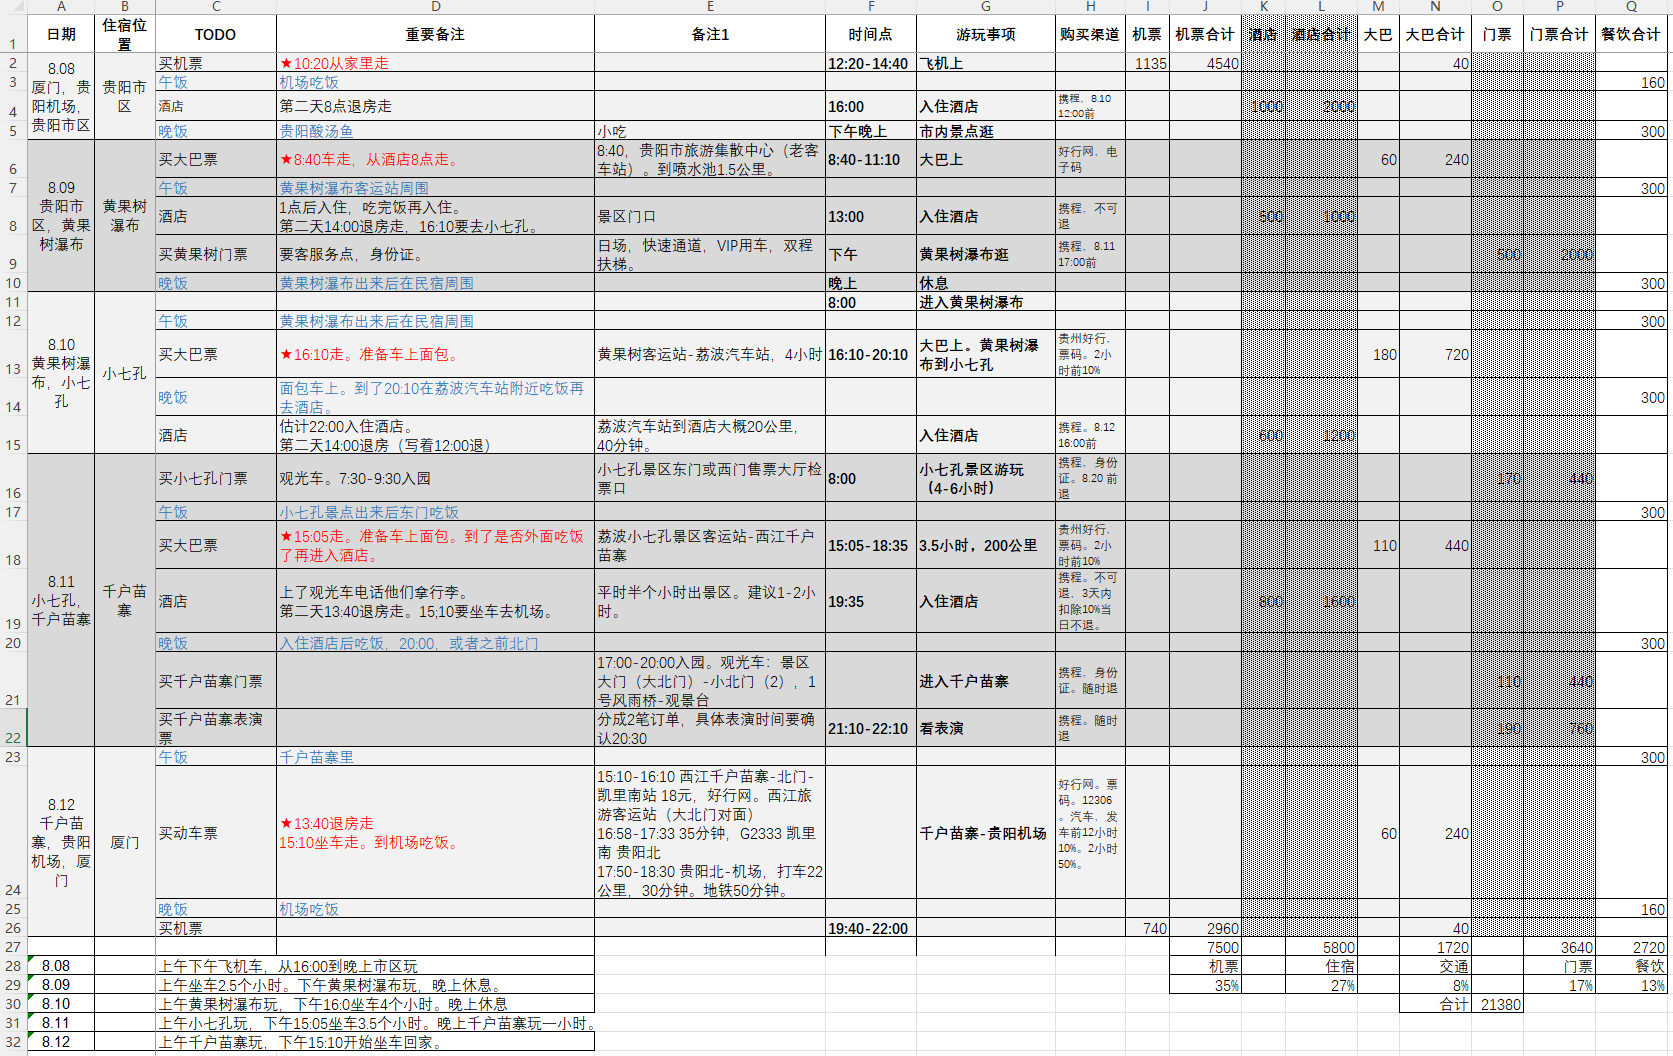 A B C D E F G H I J K L M N O P Q
1 日期 住宿位置 TODO 重要备注 备注1 时间点 游玩事项 购买渠道 机票 机票合计 酒店 酒店合计 大巴 大巴合计 门票 门票合计 餐饮合计
2 8.08 厦门，贵阳机场，贵阳市区 贵阳市区 买机票 ★10:20从家里走 12:20-14:40 飞机上 1135 4540 40
3 午饭 机场吃饭 160
4 酒店 第二天8点退房走 16:00 入住酒店 携程，8.10 12:00前 1000 2000
5 晚饭 贵阳酸汤鱼 小吃 下午晚上 市内景点逛 300
6 8.09 贵阳市区，黄果树瀑布 黄果树瀑布 买大巴票 ★8:40车走，从酒店8点走。 8:40，贵阳市旅游集散中心（老客车站）。到喷水池1.5公里。 8:40-11:10 大巴上 好行网．电子码 60 240
7 午饭 黄果树瀑布客运站周围 300
8 酒店 1点后入住，吃完饭再入住。
第二天14:00退房走，16:10要去小七孔。 景区门口 13:00 入住酒店 携程．不可退 500 1000
9 买黄果树门票 要客服务点，身份证。 日场，快速通道，VIP用车，双程扶梯。 下午 黄果树瀑布逛 携程．8.11 17:00前 500 2000
10 晚饭 黄果树瀑布出来后在民宿周围 晚上 休息 300
11 8.10 黄果树瀑布，小七孔 小七孔 8:00 进入黄果树瀑布
12 午饭 黄果树瀑布出来后在民宿周围 300
13 买大巴票 ★16:10走。准备车上面包。 黄果树客运站-荔波汽车站，4小时 16:10-20:10 大巴上。黄果树瀑布到小七孔 贵州好行．票码。2小时前10% 180 720
14 晚饭 面包车上。到了20:10在荔波汽车站附近吃饭再去酒店。 300
15 酒店 估计22:00入住酒店。
第二天14:00退房（写着12:00退） 荔波汽车站到酒店大概20公里，40分钟。 入住酒店 携程。8.12 16:00前 600 1200
16 8.11 小七孔，千户苗寨 千户苗寨 买小七孔门票 观光车。7:30-9:30入园 小七孔景区东门或西门售票大厅检票口 8:00 小七孔景区游玩（4-6小时） 携程．身份证。8.20 前退 170 440
17 午饭 小七孔景点出来后东门吃饭 300
18 买大巴票 ★15:05走。准备车上面包。到了是否外面吃饭了再进入酒店。 荔波小七孔景区客运站-西江千户苗寨 15:05-18:35 3.5小时，200公里 贵州好行．票码。2小时前10% 110 440
19 酒店 上了观光车电话他们拿行李。
第二天13:40退房走。15;10要坐车去机场。 平时半个小时出景区。建议1-2小时。 19:35 入住酒店 携程。不可退．3天内扣除10%当日不退。 800 1600
20 晚饭 入住酒店后吃饭，20:00，或者之前北门 300
21 买千户苗寨门票 17:00-20:00入园。观光车：景区大门（大北门）-小北门（2），1号风雨桥-观景台 进入千户苗寨 携程．身份证。随时退 110 440
22 买千户苗寨表演票 分成2笔订单，具体表演时间要确认20:30 21:10-22:10 看表演 携程。随时退 190 760
23 8.12 千户苗寨，贵阳机场，厦门 厦门 午饭 千户苗寨里 300
24 买动车票 ★13:40退房走
15:10坐车走。到机场吃饭。 15:10-16:10 西江千户苗寨-北门-凯里南站 18元，好行网。西江旅游客运站（大北门对面）
16:58-17:33 35分钟，G2333 凯里南 贵阳北
17:50-18:30 贵阳北-机场，打车22公里，30分钟。地铁50分钟。 千户苗寨-贵阳机场 好行网。票码。12306。汽车．发车前12小时10%。2小时50%。 60 240
25 晚饭 机场吃饭 160
26 买机票 19:40-22:00 740 2960 40
27 7500 5800 1720 3640 2720
28 8.08 上午下午飞机车，从16:00到晚上市区玩 机票 住宿 交通 门票 餐饮
29 8.09 上午坐车2.5个小时。下午黄果树瀑布玩，晚上休息。 35% 27% 8% 17% 13%
30 8.10 上午黄果树瀑布玩，下午16:0坐车4个小时。晚上休息 合计 21380
31 8.11 上午小七孔玩，下午15:05坐车3.5个小时。晚上千户苗寨玩一小时。
32 8.12 上午千户苗寨玩，下午15:10开始坐车回家。